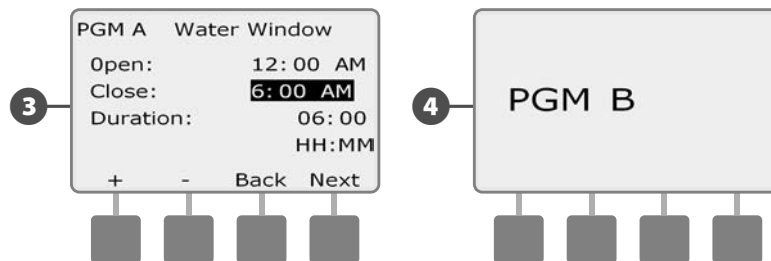 3
PGM A Water Window
Open: 12:00 AM
Close: 6:00 AM
Duration: 06:00
HH:MM
+ - Back Next
4
PGM B